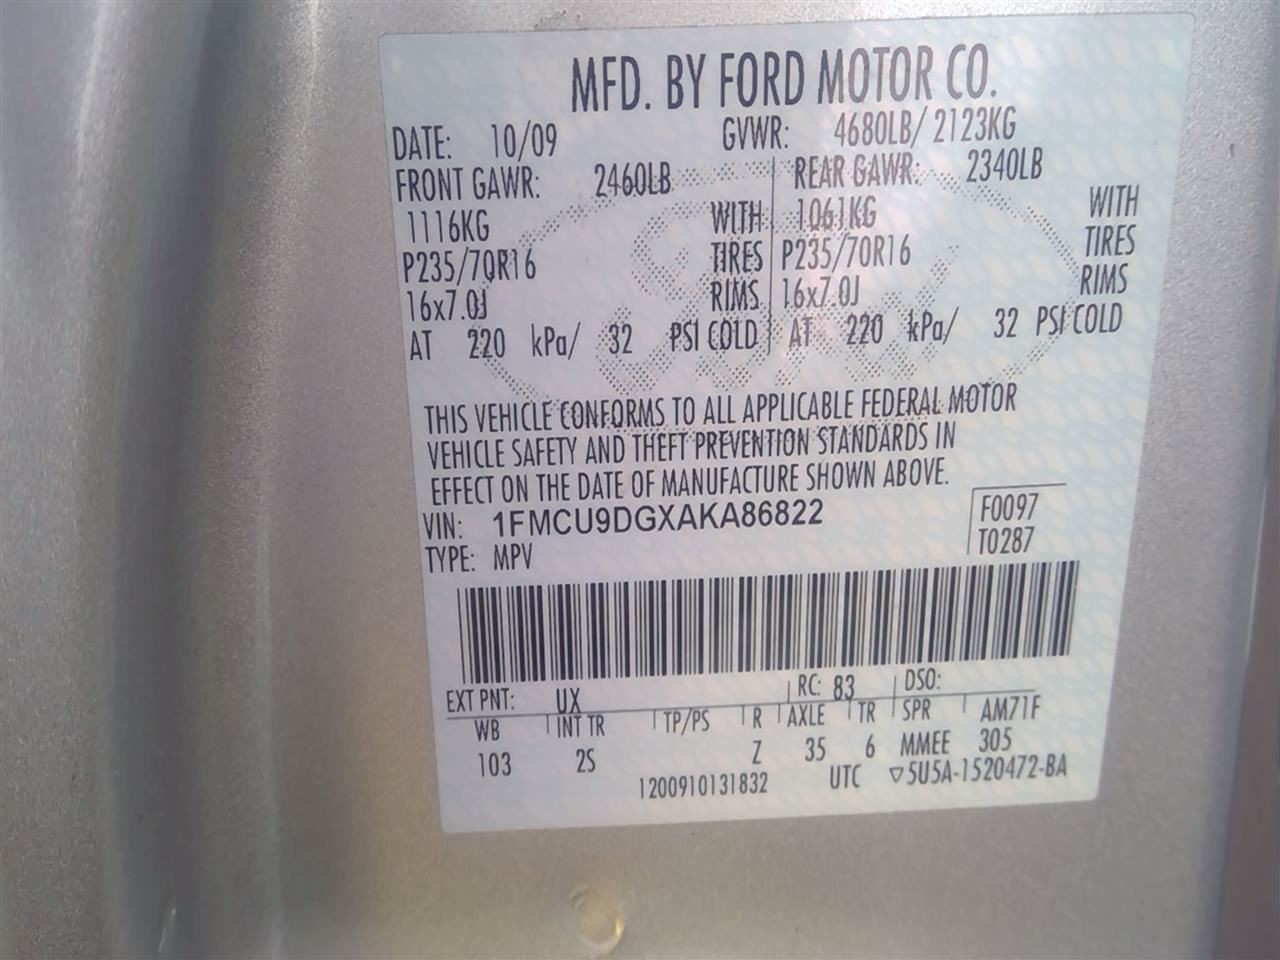 MFD. BY FORD MOTOR CO.
DATE: 10/09 GVWR: 4680LB/ 2123KG
FRONT GAWR: 2460LB REAR GAWR: 2340LB
1116KG WITH 1061KG WITH
P235/70R16 TIRES P235/70R16 TIRES
16x7.0J RIMS 16x7.0J RIMS
AT 220 kPa/ 32 PSI COLD AT 220 kPa/ 32 PSI COLD
THIS VEHICLE CONFORMS TO ALL APPLICABLE FEDERAL MOTOR
VEHICLE SAFETY AND THEFT PREVENTION STANDARDS IN
EFFECT ON THE DATE OF MANUFACTURE SHOWN ABOVE.
VIN: 1FMCU9DGXAKA86822 F0097
TYPE: MPV T0287
EXT PNT: UX RC: 83 DSO:
WB INT TR TP/PS R AXLE TR SPR AM71F
103 2S Z 35 6 MMEE 305
1200910131832 UTC ▽5U5A-1520472-BA